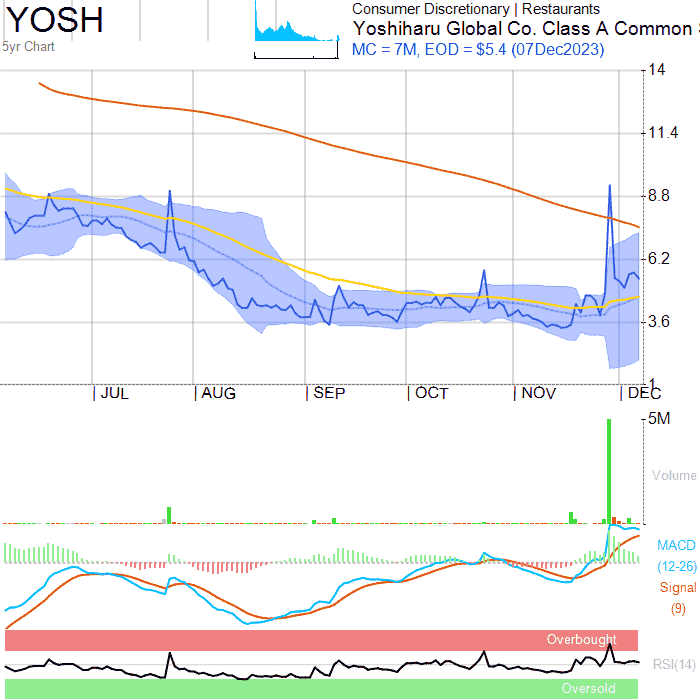 YOSH
5yr Chart
Consumer Discretionary | Restaurants
Yoshiharu Global Co. Class A Common
MC = 7M, EOD = $5.4 (07Dec2023)
14
11.4
8.8
6.2
3.6
1
JUL AUG SEP OCT NOV DEC
5M
Volume
MACD
(12-26)
Signal
(9)
Overbought
RSI(14)
Oversold